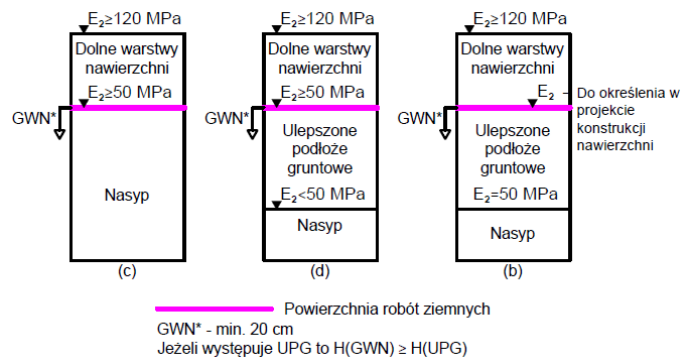 E₂≥120 MPa
Dolne warstwy
nawierzchni
E₂≥50 MPa
GWN*
Nasyp
(c)
E₂≥120 MPa
Dolne warstwy
nawierzchni
E₂≥50 MPa
GWN*
Ulepszone
podłoże
gruntowe
E₂<50 MPa
Nasyp
(d)
E₂≥120 MPa
Dolne warstwy
nawierzchni
E₂ - Do określenia w
projekcie
konstrukcji
nawierzchni
GWN*
Ulepszone
podłoże
gruntowe
E₂=50 MPa
Nasyp
(b)
Powierzchnia robót ziemnych
GWN* - min. 20 cm
Jeżeli występuje UPG to H(GWN) ≥ H(UPG)